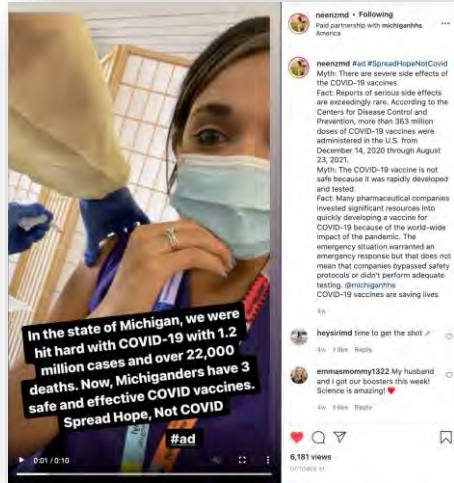 In the state of Michigan, we were
hit hard with COVID-19 with 1.2
million cases and over 22,000
deaths. Now, Michiganders have 3
safe and effective COVID vaccines.
Spread Hope, Not COVID
#ad
0:01 / 0:10
neenzmd • Following
Paid partnership with michiganhhs
America
neenzmd #ad #SpreadHopeNotCovid
Myth: There are severe side effects of
the COVID-19 vaccines.
Fact: Reports of serious side effects
are exceedingly rare. According to the
Centers for Disease Control and
Prevention, more than 363 million
doses of COVID-19 vaccines were
administered in the U.S. from
December 14, 2020 through August
23, 2021.
Myth: The COVID-19 vaccine is not
safe because it was rapidly developed
and tested.
Fact: Many pharmaceutical companies
invested significant resources into
quickly developing a vaccine for
COVID-19 because of the world-wide
impact of the pandemic. The
emergency situation warranted an
emergency response but that does not
mean that companies bypassed safety
protocols or didn't perform adequate
testing. @michiganhhs
COVID-19 vaccines are saving lives
4w
heysirimd time to get the shot
4w 1 like Reply
emmasmommy1322 My husband
and I got our boosters this week!
Science is amazing! ❤️
4w 1 like Reply
6,181 views
OCTOBER